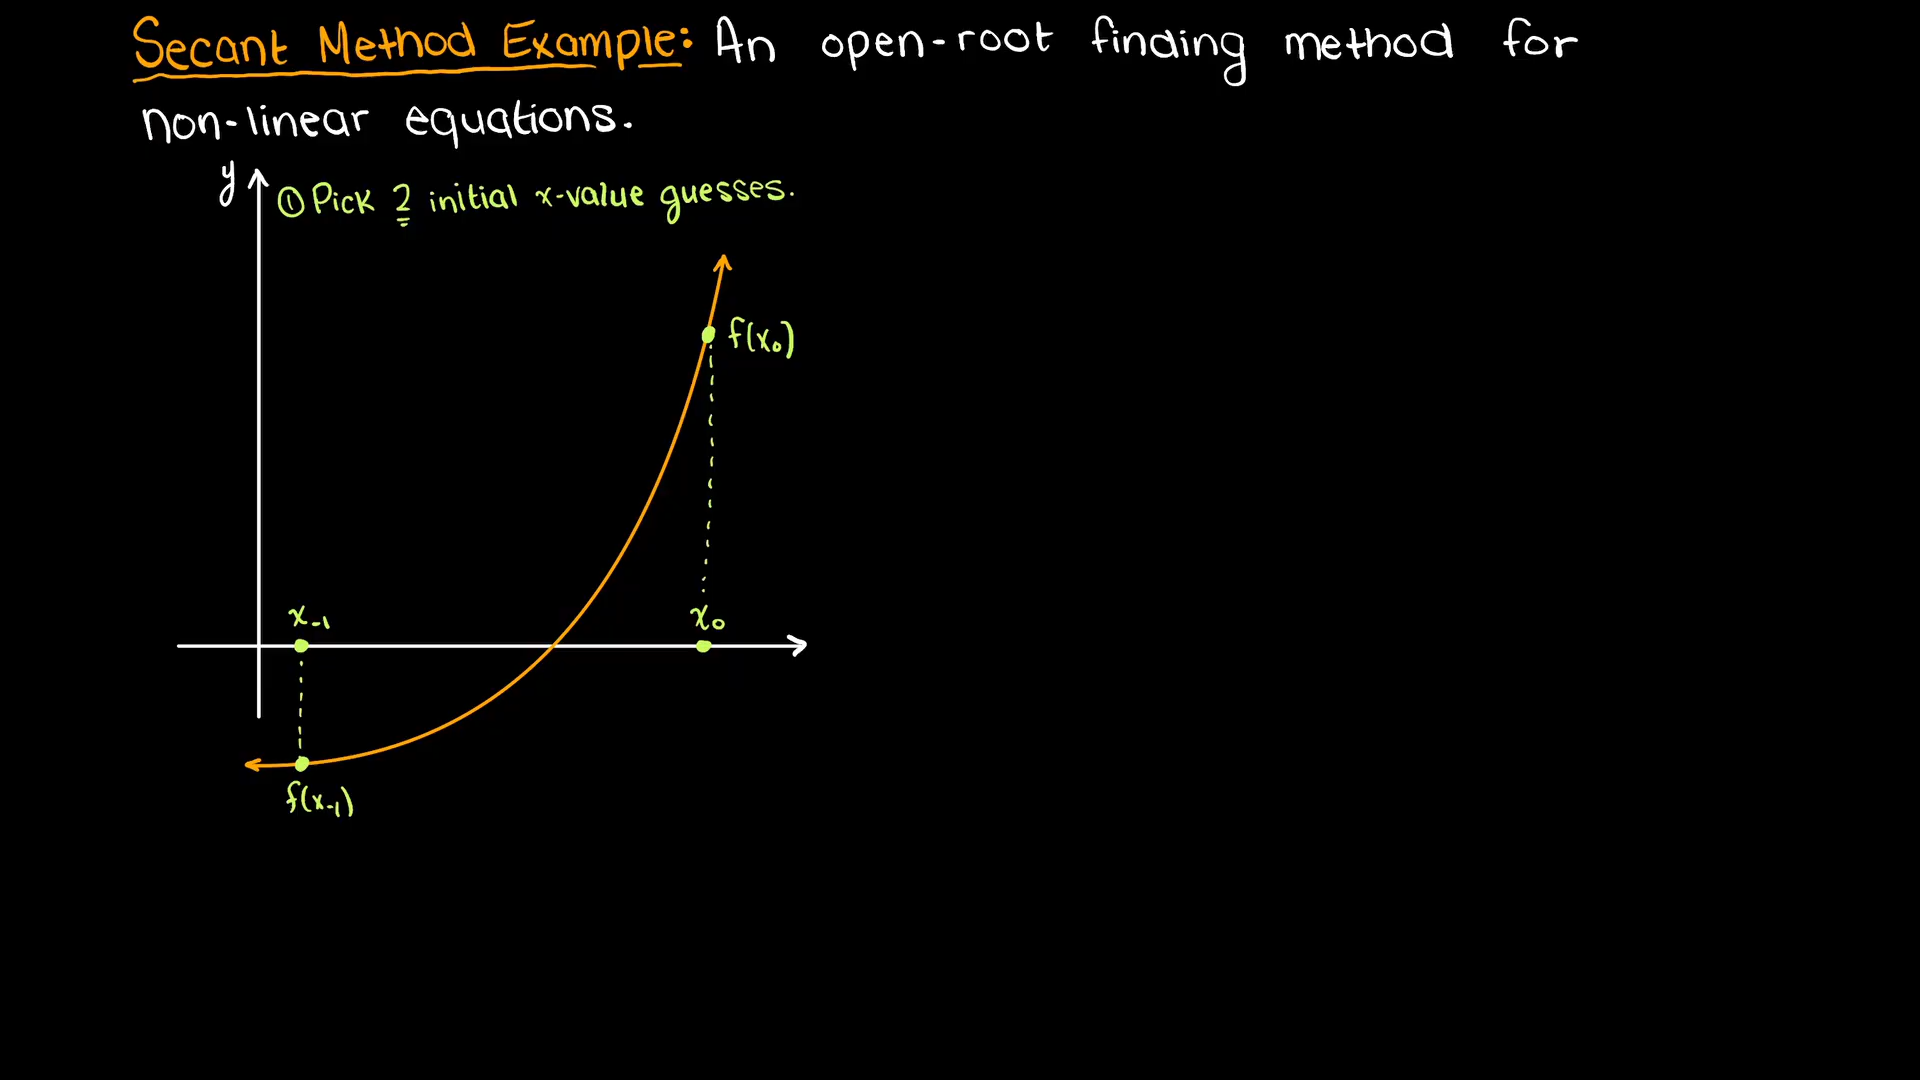 Secant Method Example: An open-root finding method for
non-linear equations.
y
① Pick 2 initial x-value guesses.
f(x₀)
x₋₁
x₀
f(x₋₁)